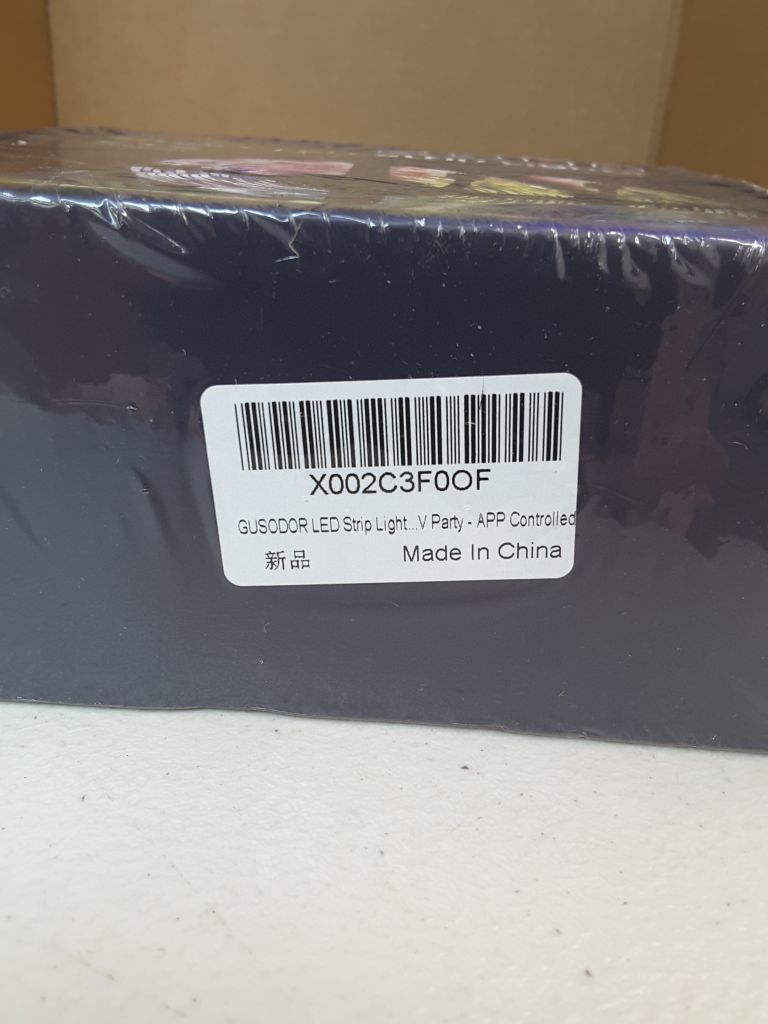 X002C3F0OF
GUSODOR LED Strip Light...V Party - APP Controlled
新品
Made In China